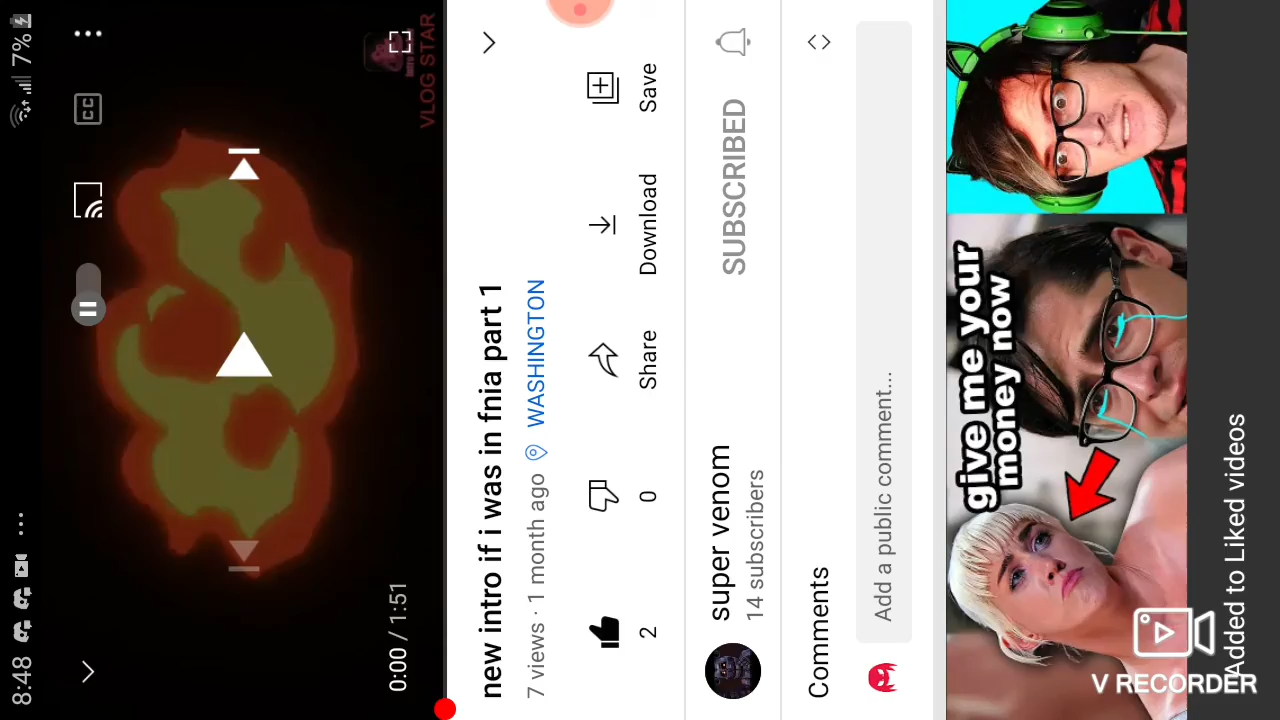 8:48
7%
CC
Intro M
VLOG STAR
0:00 / 1:51
new intro if i was in fnia part 1
7 views · 1 month ago WASHINGTON
2
0
Share
Download
Save
super venom
14 subscribers
SUBSCRIBED
Comments
Add a public comment...
give me your
money now
Added to Liked videos
V RECORDER